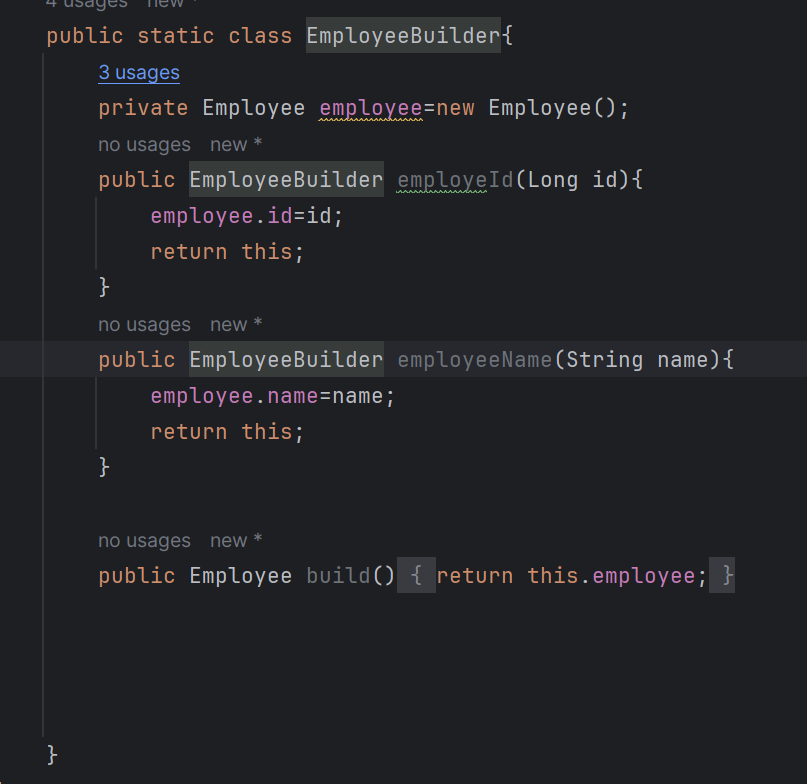 4 usages new *
public static class EmployeeBuilder{
3 usages
private Employee employee=new Employee();
no usages new *
public EmployeeBuilder employeId(Long id){
employee.id=id;
return this;
}
no usages new *
public EmployeeBuilder employeeName(String name){
employee.name=name;
return this;
}
no usages new *
public Employee build() { return this.employee; }
}